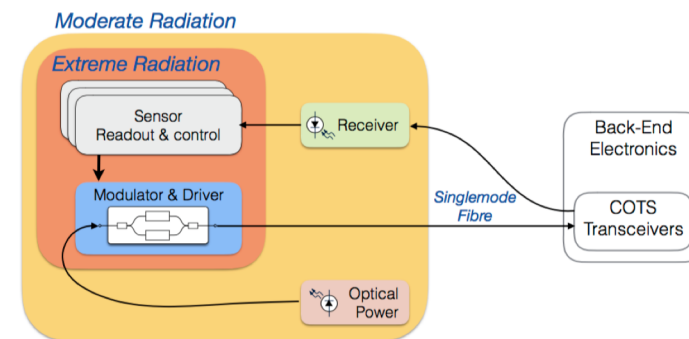 Moderate Radiation
Extreme Radiation
Sensor
Readout & control
Receiver
Back-End
Electronics
Modulator & Driver
Singlemode
Fibre
COTS
Transceivers
Optical
Power